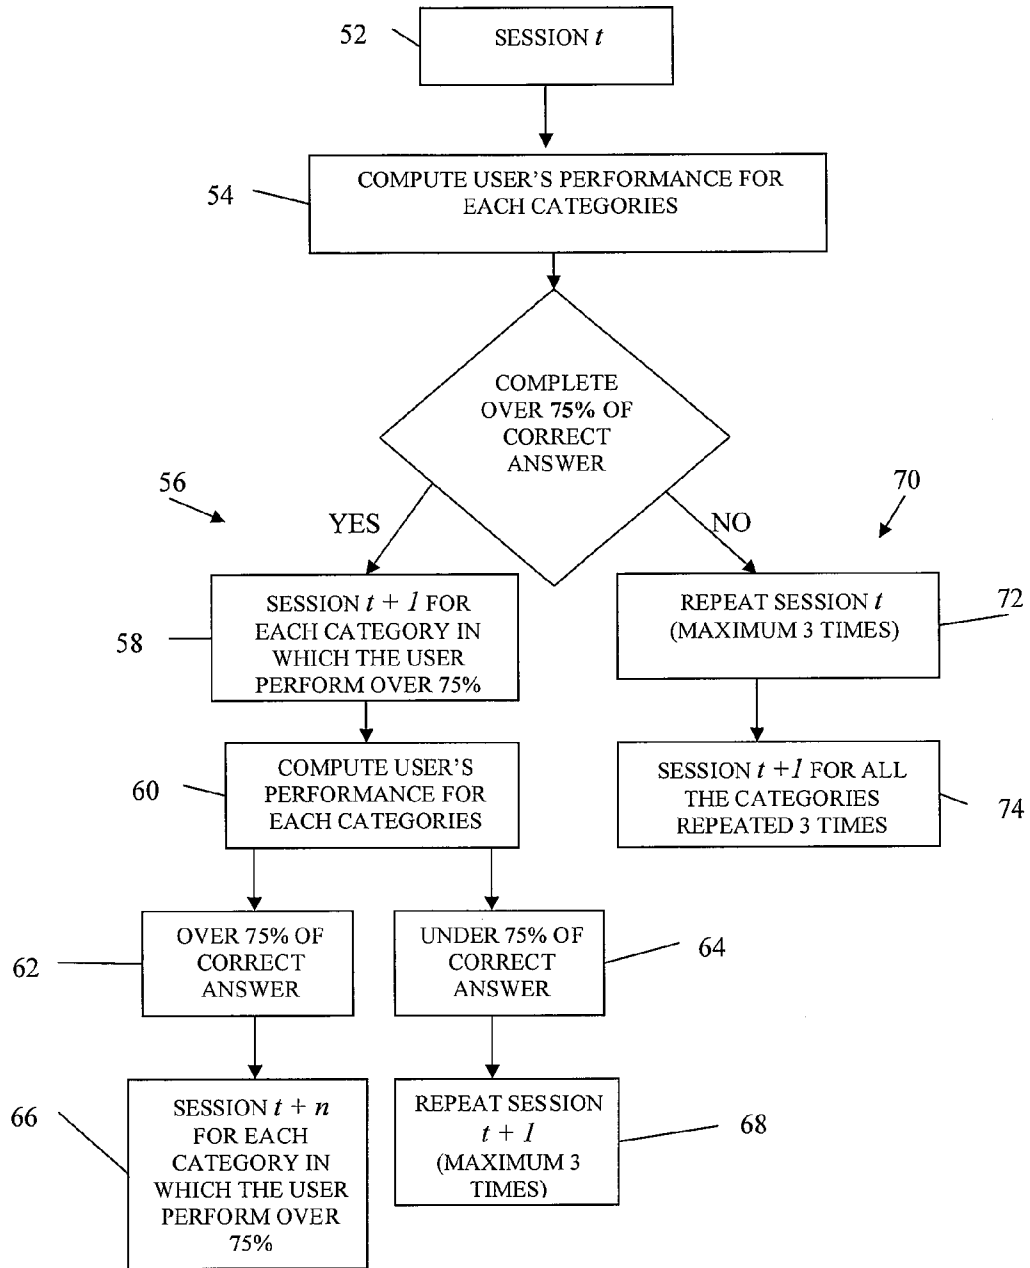 52
SESSION t
54
COMPUTE USER'S PERFORMANCE FOR
EACH CATEGORIES
COMPLETE
OVER 75% OF
CORRECT
ANSWER
56
YES
NO
70
58
SESSION t + 1 FOR
EACH CATEGORY IN
WHICH THE USER
PERFORM OVER 75%
REPEAT SESSION t
(MAXIMUM 3 TIMES)
72
60
COMPUTE USER'S
PERFORMANCE FOR
EACH CATEGORIES
SESSION t +1 FOR ALL
THE CATEGORIES
REPEATED 3 TIMES
74
62
OVER 75% OF
CORRECT
ANSWER
UNDER 75% OF
CORRECT
ANSWER
64
66
SESSION t + n
FOR EACH
CATEGORY IN
WHICH THE USER
PERFORM OVER
75%
REPEAT SESSION
t + 1
(MAXIMUM 3
TIMES)
68